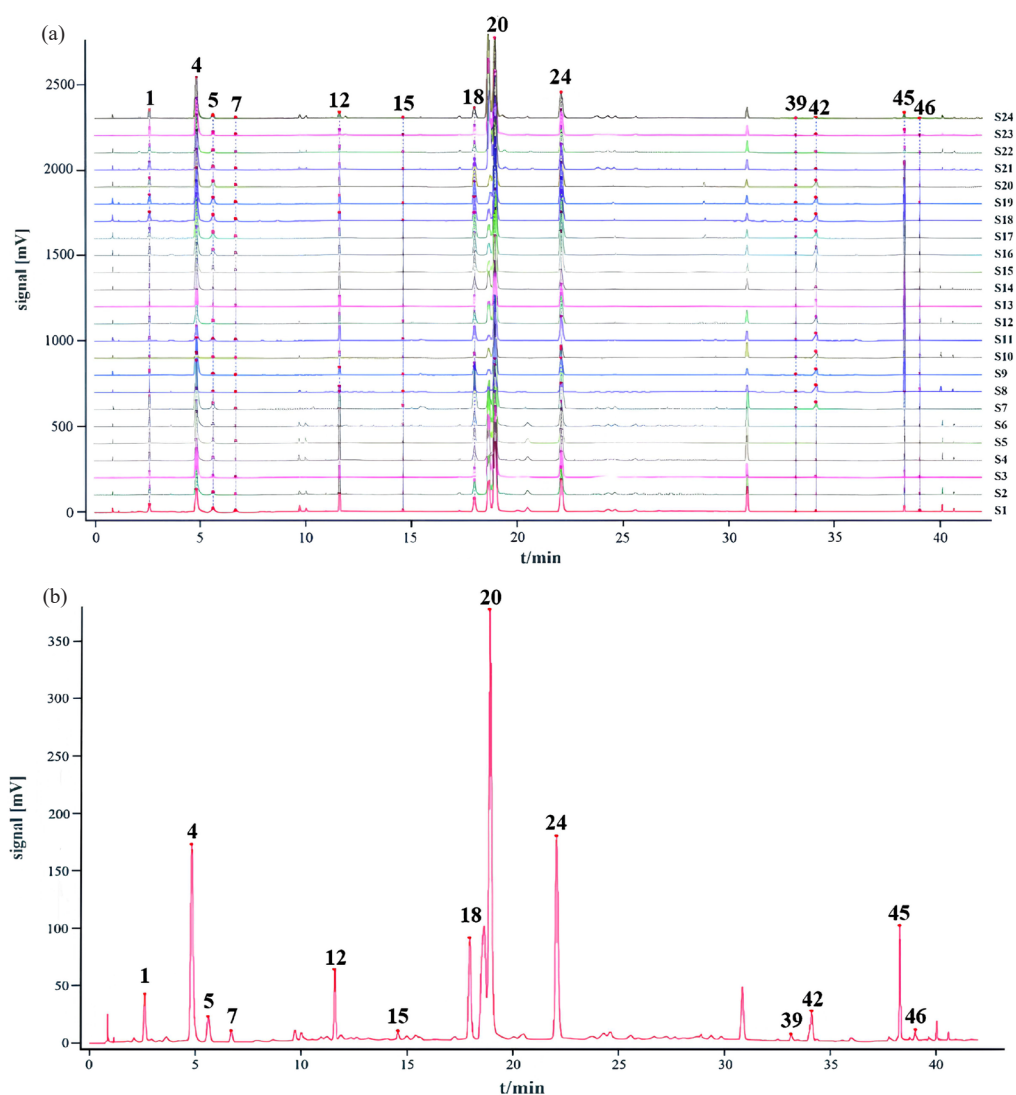 (a)
20
4
24
1
5
7
12
15
18
39
42
45
46
2500
2000
1500
1000
500
0
signal [mV]
S24
S23
S22
S21
S20
S19
S18
S17
S16
S15
S14
S13
S12
S11
S10
S9
S8
S7
S6
S5
S4
S3
S2
S1
0 5 10 15 20 25 30 35 40
t/min
(b)
20
350
300
250
200
150
100
50
0
signal [mV]
4
24
18
45
12
1
5
7
15
39
42
46
0 5 10 15 20 25 30 35 40
t/min